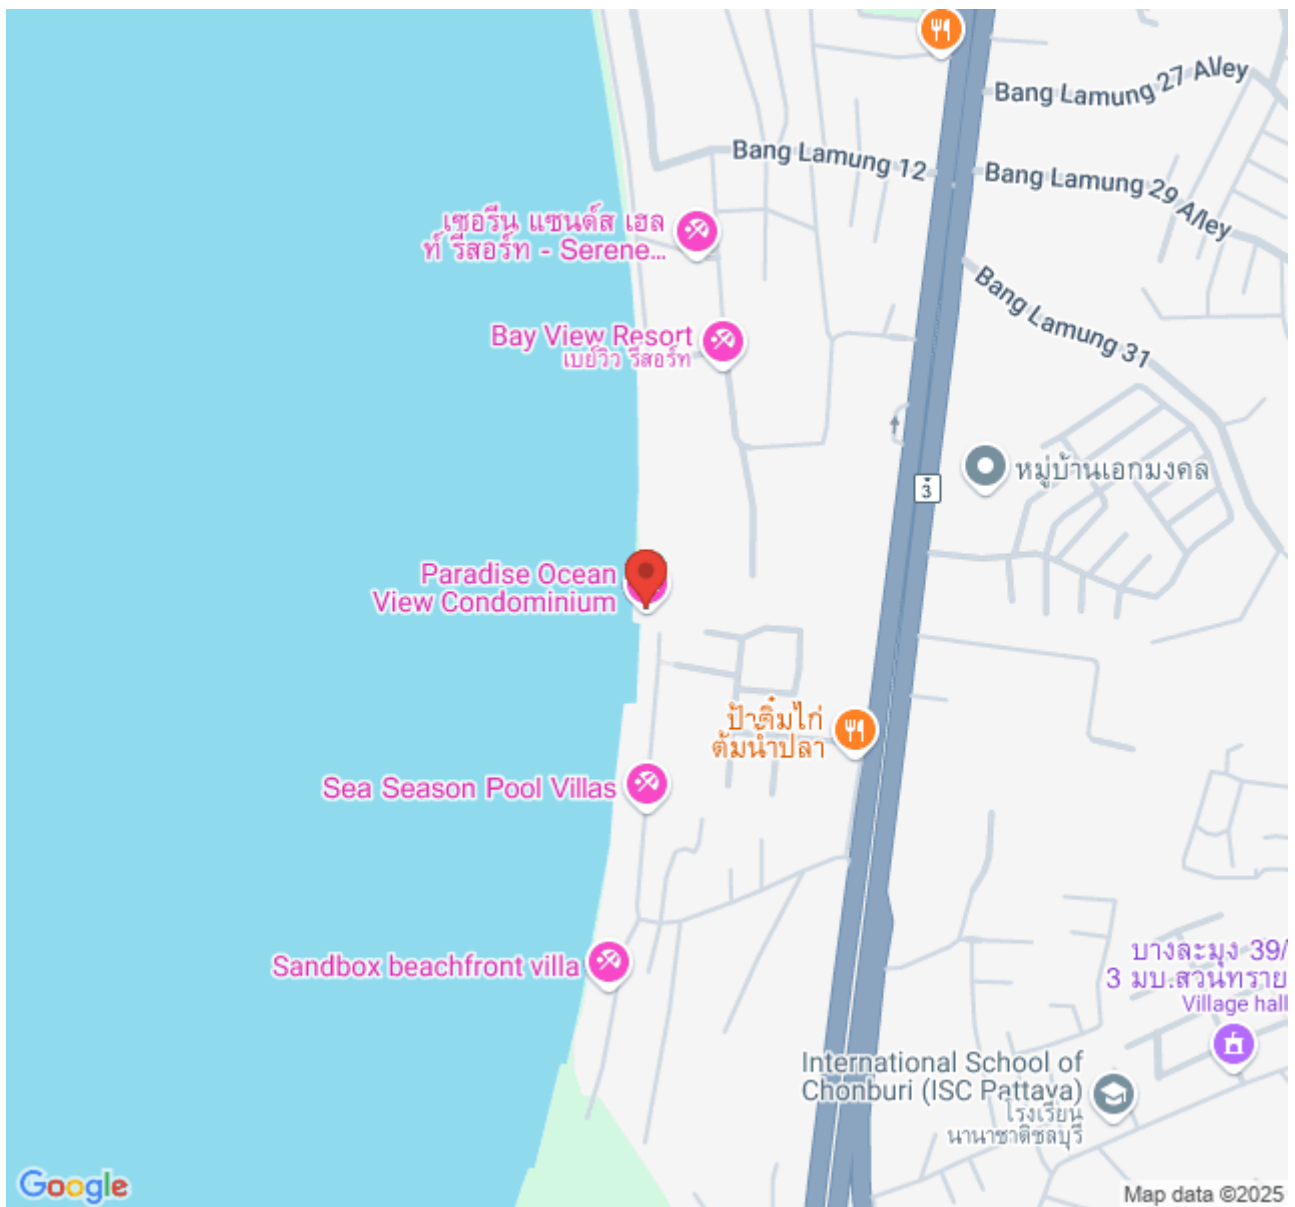 Bang Lamung 27 Alley
Bang Lamung 12
Bang Lamung 29 Alley
เซอรีน แซนด์ส เฮล
ท์ รีสอร์ท - Serene...
Bang Lamung 31
Bay View Resort
เบย์วิว รีสอร์ท
หมู่บ้านเอกมงคล
3
Paradise Ocean
View Condominium
ป้าติ๋มไก่
ต้มน้ำปลา
Sea Season Pool Villas
Sandbox beachfront villa
บางละมุง 39/
3 มบ.สวนทราย
Village hall
International School of
Chonburi (ISC Pattaya)
โรงเรียน
นานาชาติชลบุรี
Google
Map data ©2025